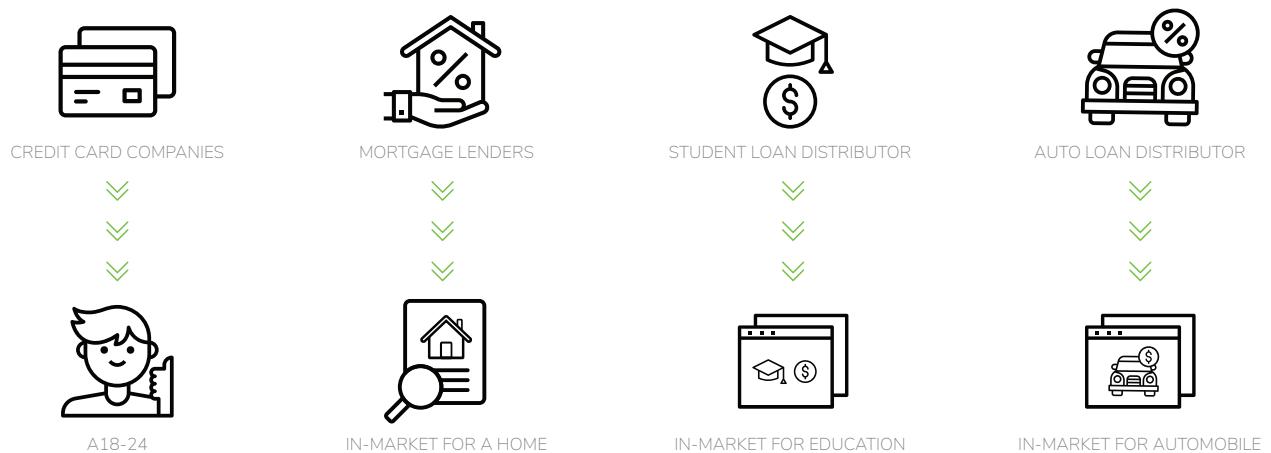 CREDIT CARD COMPANIES
MORTGAGE LENDERS
STUDENT LOAN DISTRIBUTOR
AUTO LOAN DISTRIBUTOR
A18-24
IN-MARKET FOR A HOME
IN-MARKET FOR EDUCATION
IN-MARKET FOR AUTOMOBILE